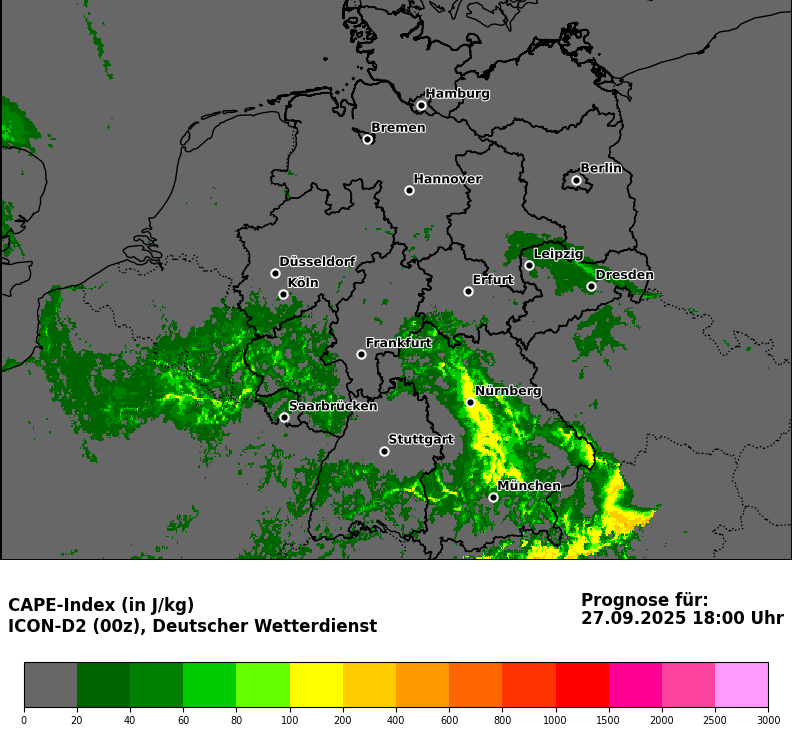 Hamburg
Bremen
Berlin
Hannover
Leipzig
Düsseldorf
Dresden
Köln
Erfurt
Frankfurt
Nürnberg
Saarbrücken
Stuttgart
München
CAPE-Index (in J/kg)
ICON-D2 (00z), Deutscher Wetterdienst
Prognose für:
27.09.2025 18:00 Uhr
0 20 40 60 80 100 200 400 600 800 1000 1500 2000 2500 3000